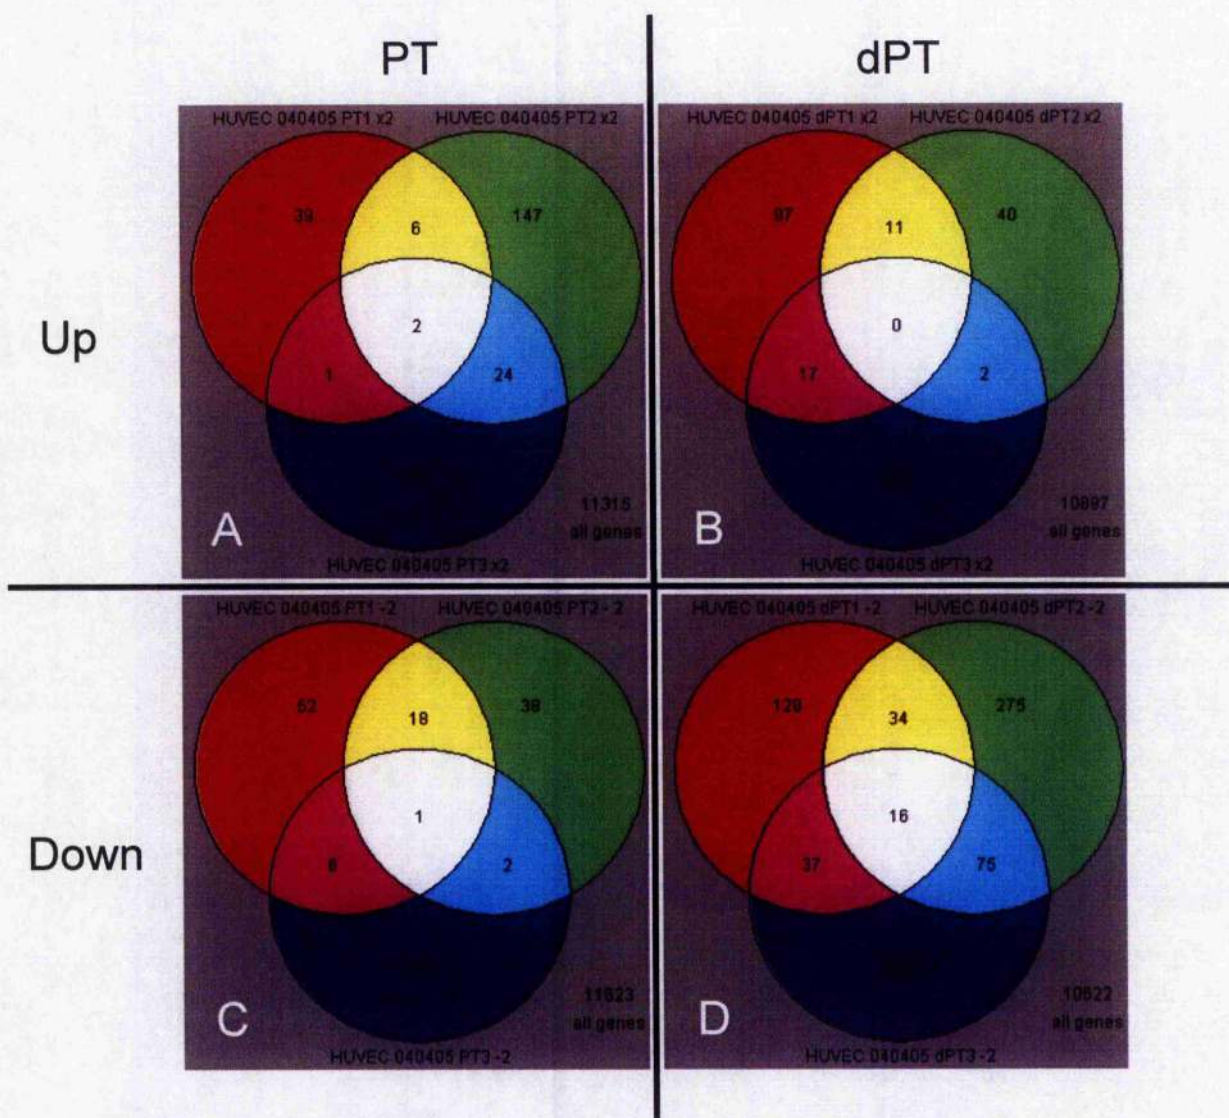 PT
dPT
Up
Down
HUVEC 040405 PT1 x2
HUVEC 040405 PT2 x2
39
6
147
2
1
24
A
11315
all genes
HUVEC 040405 PT3 x2
HUVEC 040405 dPT1 x2
HUVEC 040405 dPT2 x2
11
40
0
17
2
B
10897
all genes
HUVEC 040405 dPT3 x2
HUVEC 040405 PT1 -2
HUVEC 040405 PT2 -2
18
1
2
C
all genes
HUVEC 040405 PT3 -2
HUVEC 040405 dPT1 -2
HUVEC 040405 dPT2 -2
34
275
16
37
75
D
all genes
HUVEC 040405 dPT3 -2